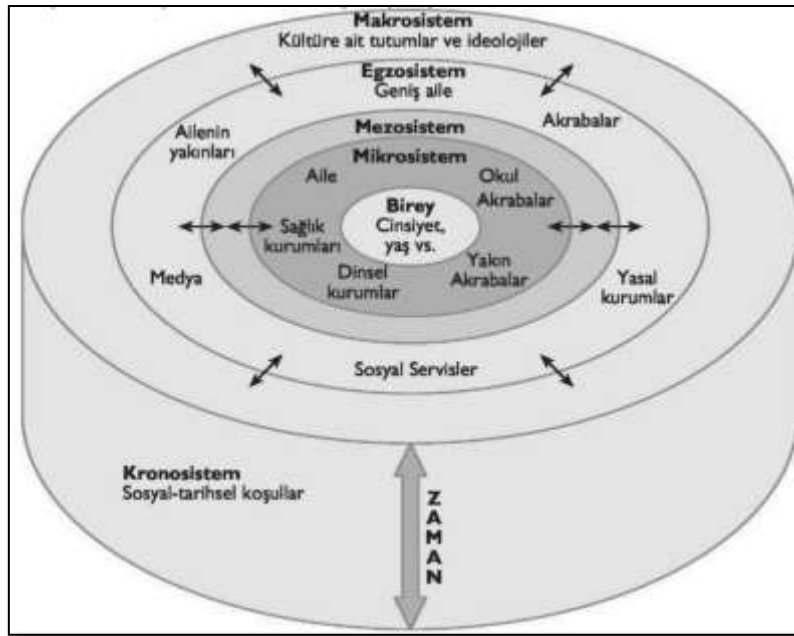 Makrosistem
Kültüre ait tutumlar ve ideolojiler
Egzosistem
Geniş aile
Ailenin
yakınları
Akrabalar
Mezosistem
Mikrosistem
Aile
Okul
Akrabalar
Birey
Cinsiyet,
yaş vs.
Sağlık
kurumları
Dinsel
kurumlar
Yakın
Akrabalar
Medya
Yasal
kurumlar
Sosyal Servisler
Kronosistem
Sosyal-tarihsel koşullar
ZAMAN